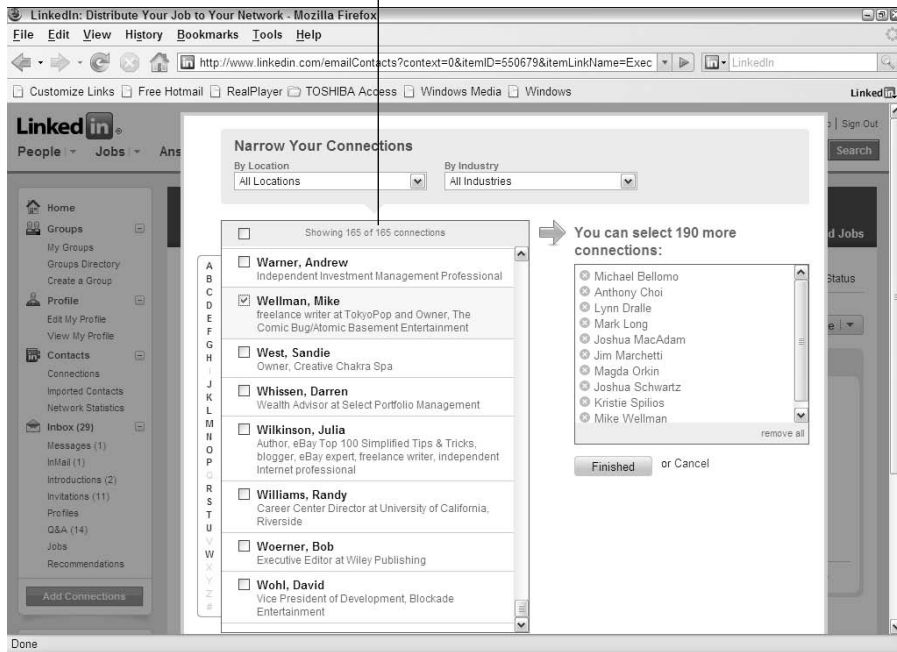 LinkedIn: Distribute Your Job to Your Network - Mozilla Firefox
File Edit View History Bookmarks Tools Help
http://www.linkedin.com/emailContacts?context=0&itemID=550679&itemLinkName=Exec
LinkedIn
Customize Links Free Hotmail RealPlayer TOSHIBA Access Windows Media Windows
Linked in
Linked in
Sign Out
People Jobs Ans
Search
Home
Groups
My Groups
Groups Directory
Create a Group
Profile
Edit My Profile
View My Profile
Contacts
Connections
Imported Contacts
Network Statistics
Inbox (29)
Messages (1)
InMail (1)
Introductions (2)
Invitations (11)
Profiles
Q&A (14)
Jobs
Recommendations
Add Connections
Narrow Your Connections
By Location By Industry
All Locations All Industries
Showing 165 of 165 connections
A
B
C
D
E
F
G
H
I
J
K
L
M
N
O
P
Q
R
S
T
U
V
W
X
Y
Z
#
Warner, Andrew
Independent Investment Management Professional
Wellman, Mike
freelance writer at TokyoPop and Owner, The
Comic Bug/Atomic Basement Entertainment
West, Sandie
Owner, Creative Chakra Spa
Whissen, Darren
Wealth Advisor at Select Portfolio Management
Wilkinson, Julia
Author, eBay Top 100 Simplified Tips & Tricks,
blogger, eBay expert, freelance writer, independent
Internet professional
Williams, Randy
Career Center Director at University of California,
Riverside
Woerner, Bob
Executive Editor at Wiley Publishing
Wohl, David
Vice President of Development, Blockade
Entertainment
You can select 190 more
connections:
Michael Bellomo
Anthony Choi
Lynn Dralle
Mark Long
Joshua MacAdam
Jim Marchetti
Magda Orkin
Joshua Schwartz
Kristie Spilios
Mike Wellman
remove all
Finished or Cancel
d Jobs
Status
e
Done